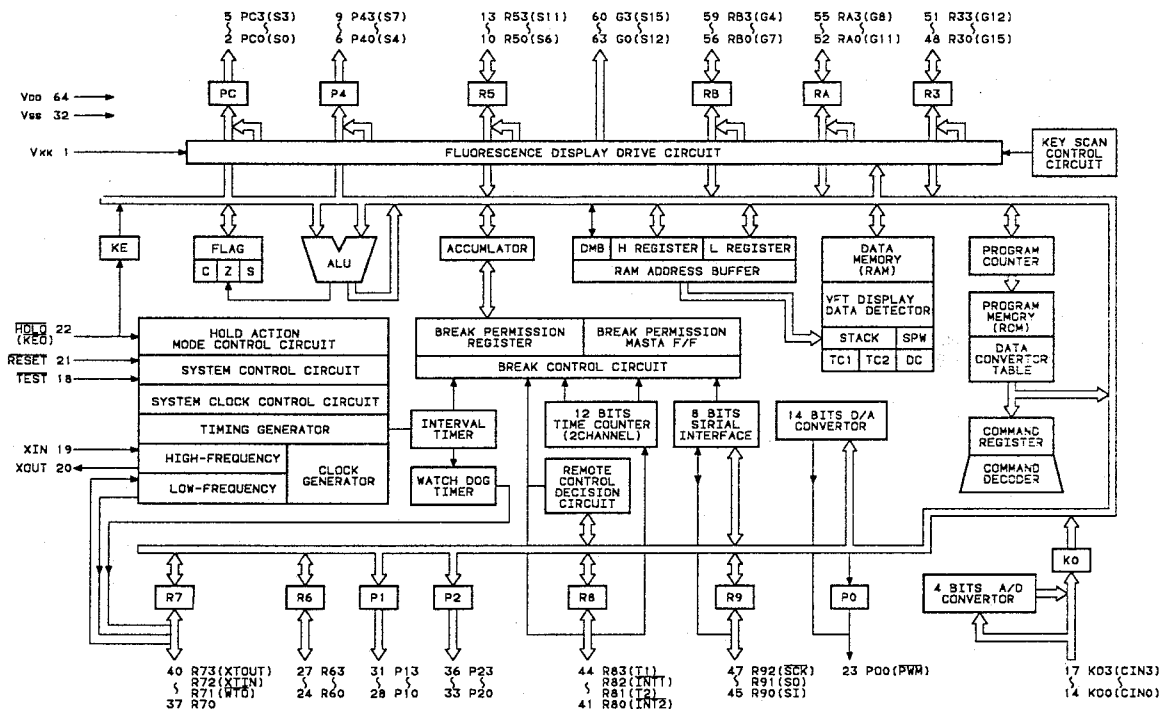 5 PC3(S3)
2 PC0(S0)
9 P43(S7)
6 P40(S4)
13 R53(S11)
10 R50(S6)
60 G3(S15)
63 G0(S12)
59 RB3(G4)
56 RB0(G7)
55 RA3(G8)
52 RA0(G11)
51 R33(G12)
48 R30(G15)
PC
P4
R5
RB
RA
R3
VDD 64
VSS 32
VKK 1
FLUORESCENCE DISPLAY DRIVE CIRCUIT
KEY SCAN
CONTROL
CIRCUIT
KE
FLAG
C Z S
ALU
ACCUMLATOR
DMB H REGISTER L REGISTER
RAM ADDRESS BUFFER
DATA
MEMORY
(RAM)
VFT DISPLAY
DATA DETECTOR
STACK SPW
TC1 TC2 DC
PROGRAM
COUNTER
PROGRAM
MEMORY
(ROM)
DATA
CONVERTOR
TABLE
COMMAND
REGISTER
COMMAND
DECODER
HOLD 22
(KE0)
RESET 21
TEST 18
XIN 19
XOUT 20
HOLD ACTION
MODE CONTROL CIRCUIT
SYSTEM CONTROL CIRCUIT
SYSTEM CLOCK CONTROL CIRCUIT
TIMING GENERATOR
HIGH-FREQUENCY
LOW-FREQUENCY
CLOCK
GENERATOR
BREAK PERMISSION
REGISTER
BREAK PERMISSION
MASTA F/F
BREAK CONTROL CIRCUIT
INTERVAL
TIMER
WATCH DOG
TIMER
12 BITS
TIME COUNTER
(2CHANNEL)
REMOTE
CONTROL
DECISION
CIRCUIT
8 BITS
SIRIAL
INTERFACE
14 BITS D/A
CONVERTOR
4 BITS A/D
CONVERTOR
K0
R7
R6
P1
P2
R8
R9
P0
40 R73(XTOUT)
R72(XTIN)
R71(WTO)
37 R70
27 R63
24 R60
31 P13
28 P10
36 P23
33 P20
44 R83(T1)
R82(INT1)
R81(T2)
41 R80(INT2)
47 R92(SCK)
R91(SO)
45 R90(SI)
23 P00(PWM)
17 K03(CIN3)
14 K00(CIN0)